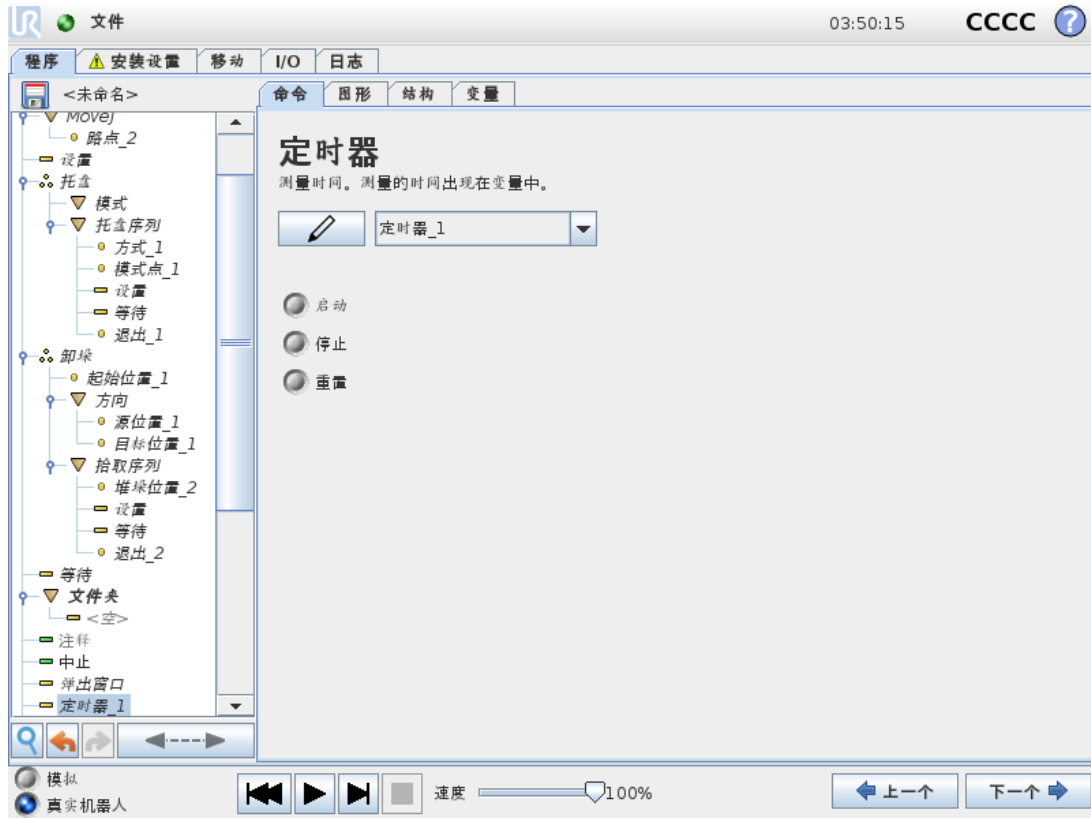 UR 文件 03:50:15 CCCC ?
程序 安装设置 移动 I/O 日志
<未命名> 命令 图形 结构 变量
MoveJ
路点_2
设置
托盘
模式
托盘序列
方式_1
模式点_1
设置
等待
退出_1
卸垛
起始位置_1
方向
源位置_1
目标位置_1
拾取序列
堆垛位置_2
设置
等待
退出_2
等待
文件夹
<空>
注释
中止
弹出窗口
定时器_1
定时器
测量时间。测量的时间出现在变量中。
定时器_1
启动
停止
重置
模拟
真实机器人
速度 100%
上一个 下一个